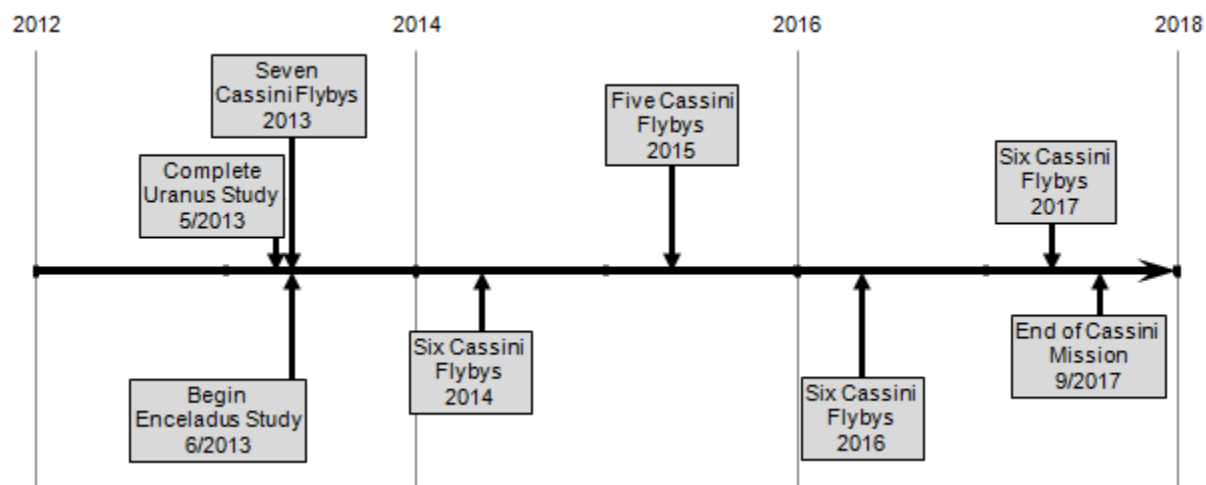 2012
2014
2016
2018
Seven
Cassini Flybys
2013
Complete
Uranus Study
5/2013
Five Cassini
Flybys
2015
Six Cassini
Flybys
2017
Begin
Enceladus Study
6/2013
Six Cassini
Flybys
2014
Six Cassini
Flybys
2016
End of Cassini
Mission
9/2017